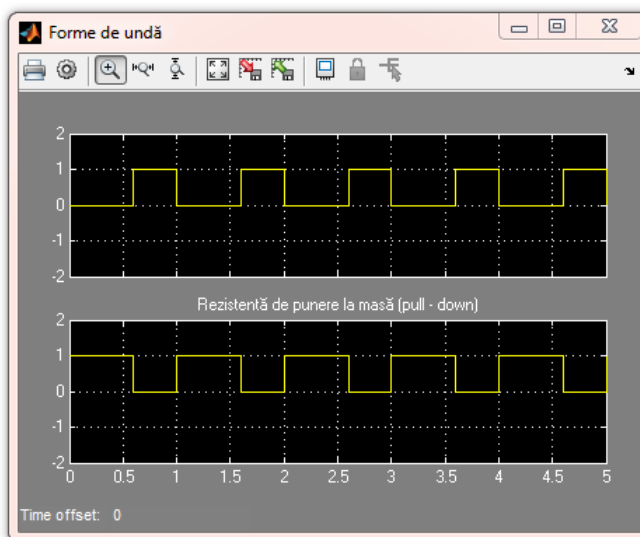 Forme de undă
2
1
0
-1
-2
Rezistentă de punere la masă (pull - down)
2
1
0
-1
-2
0 0.5 1 1.5 2 2.5 3 3.5 4 4.5 5
Time offset: 0